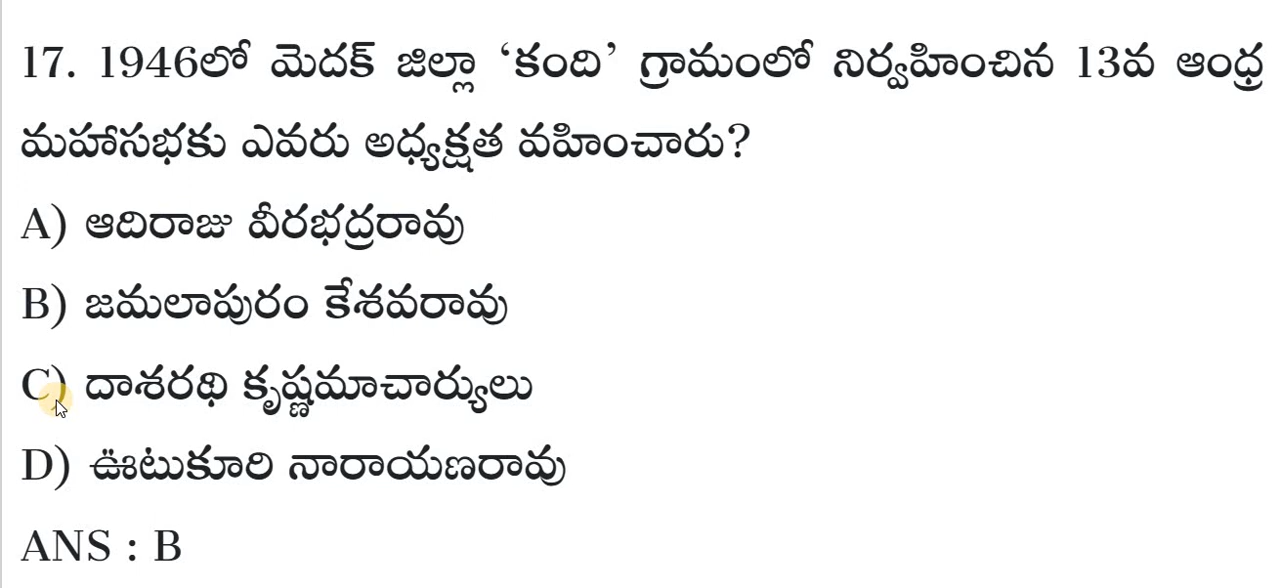 17. 1946లో మెదక్ జిల్లా ‘కంది’ గ్రామంలో నిర్వహించిన 13వ ఆంధ్ర
మహాసభకు ఎవరు అధ్యక్షత వహించారు?
A) ఆదిరాజు వీరభద్రరావు
B) జమలాపురం కేశవరావు
C) దాశరథి కృష్ణమాచార్యులు
D) ఊటుకూరి నారాయణరావు
ANS : B